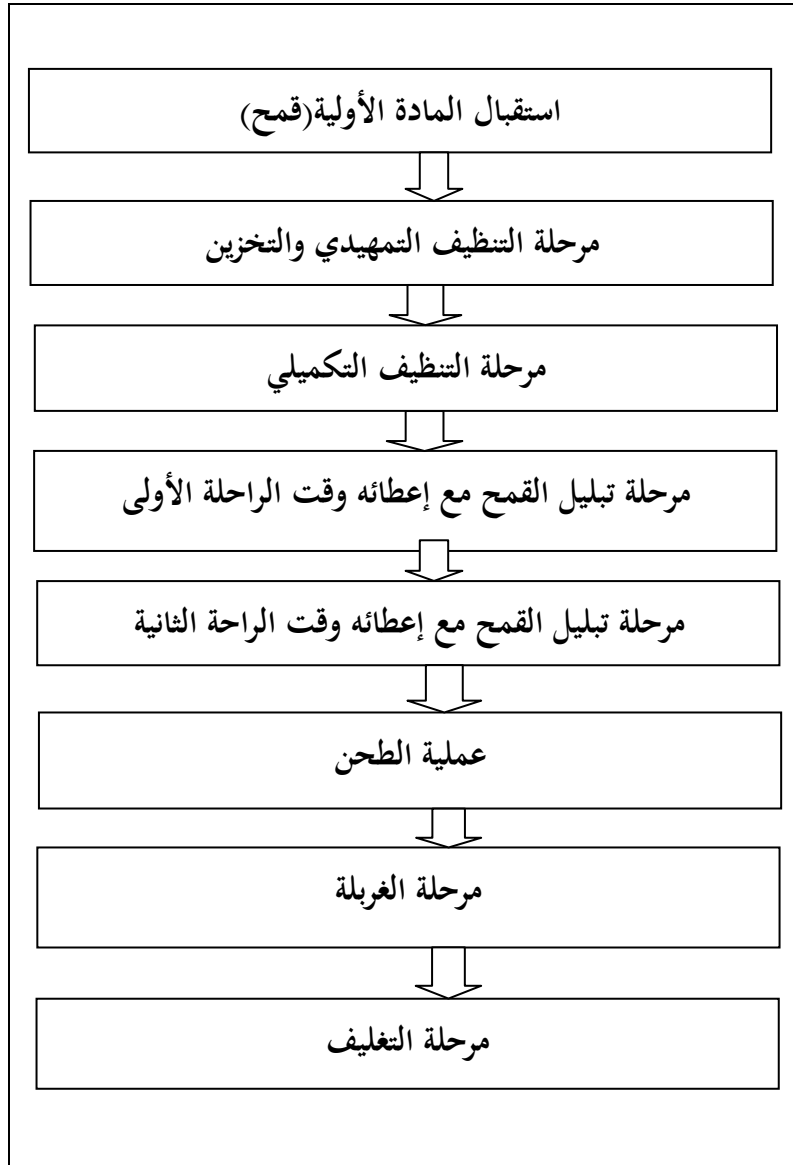 استقبال المادة الأولية(قمح)
مرحلة التنظيف التمهيدي والتخزين
مرحلة التنظيف التكميلي
مرحلة تبليل القمح مع إعطائه وقت الراحلة الأولى
مرحلة تبليل القمح مع إعطائه وقت الراحة الثانية
عملية الطحن
مرحلة الغربلة
مرحلة التغليف